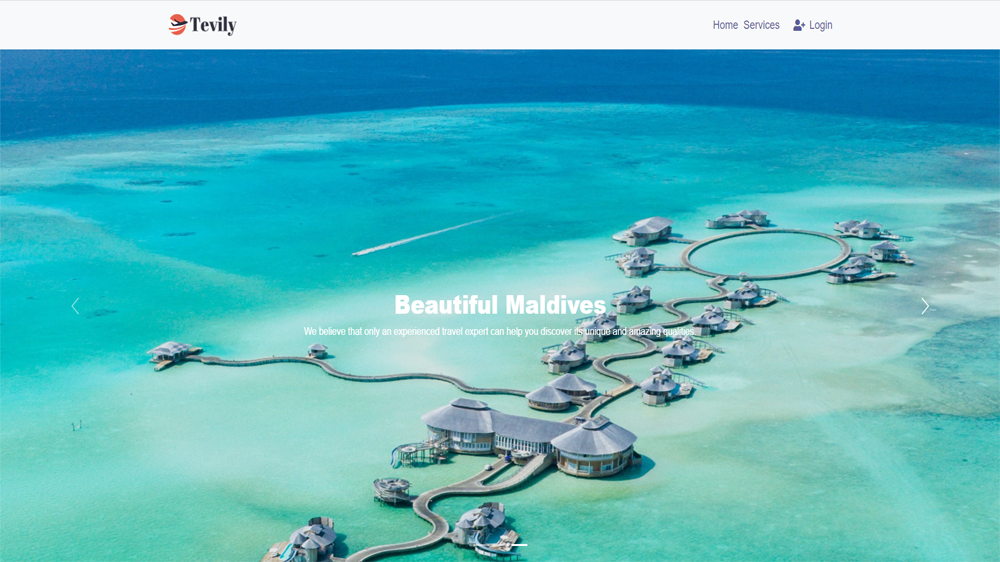 Tevily
Home Services Login
Beautiful Maldives
We believe that only an experienced travel expert can help you discover its unique and amazing qualities.